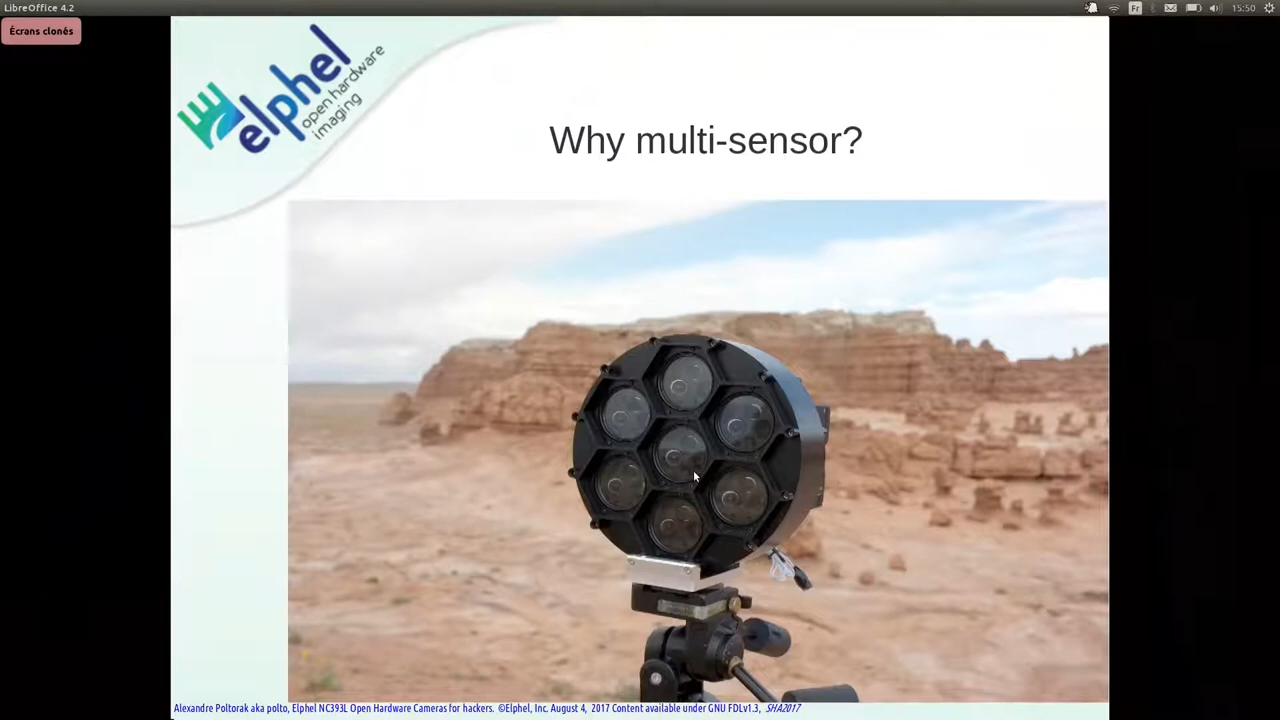 LibreOffice 4.2
Fr
15:50
Écrans clonés
elphel
open hardware
imaging
Why multi-sensor?
Alexandre Poltorak aka polto, Elphel NC393L Open Hardware Cameras for hackers. ©Elphel, Inc. August 4, 2017 Content available under GNU FDLv1.3, SHA2017